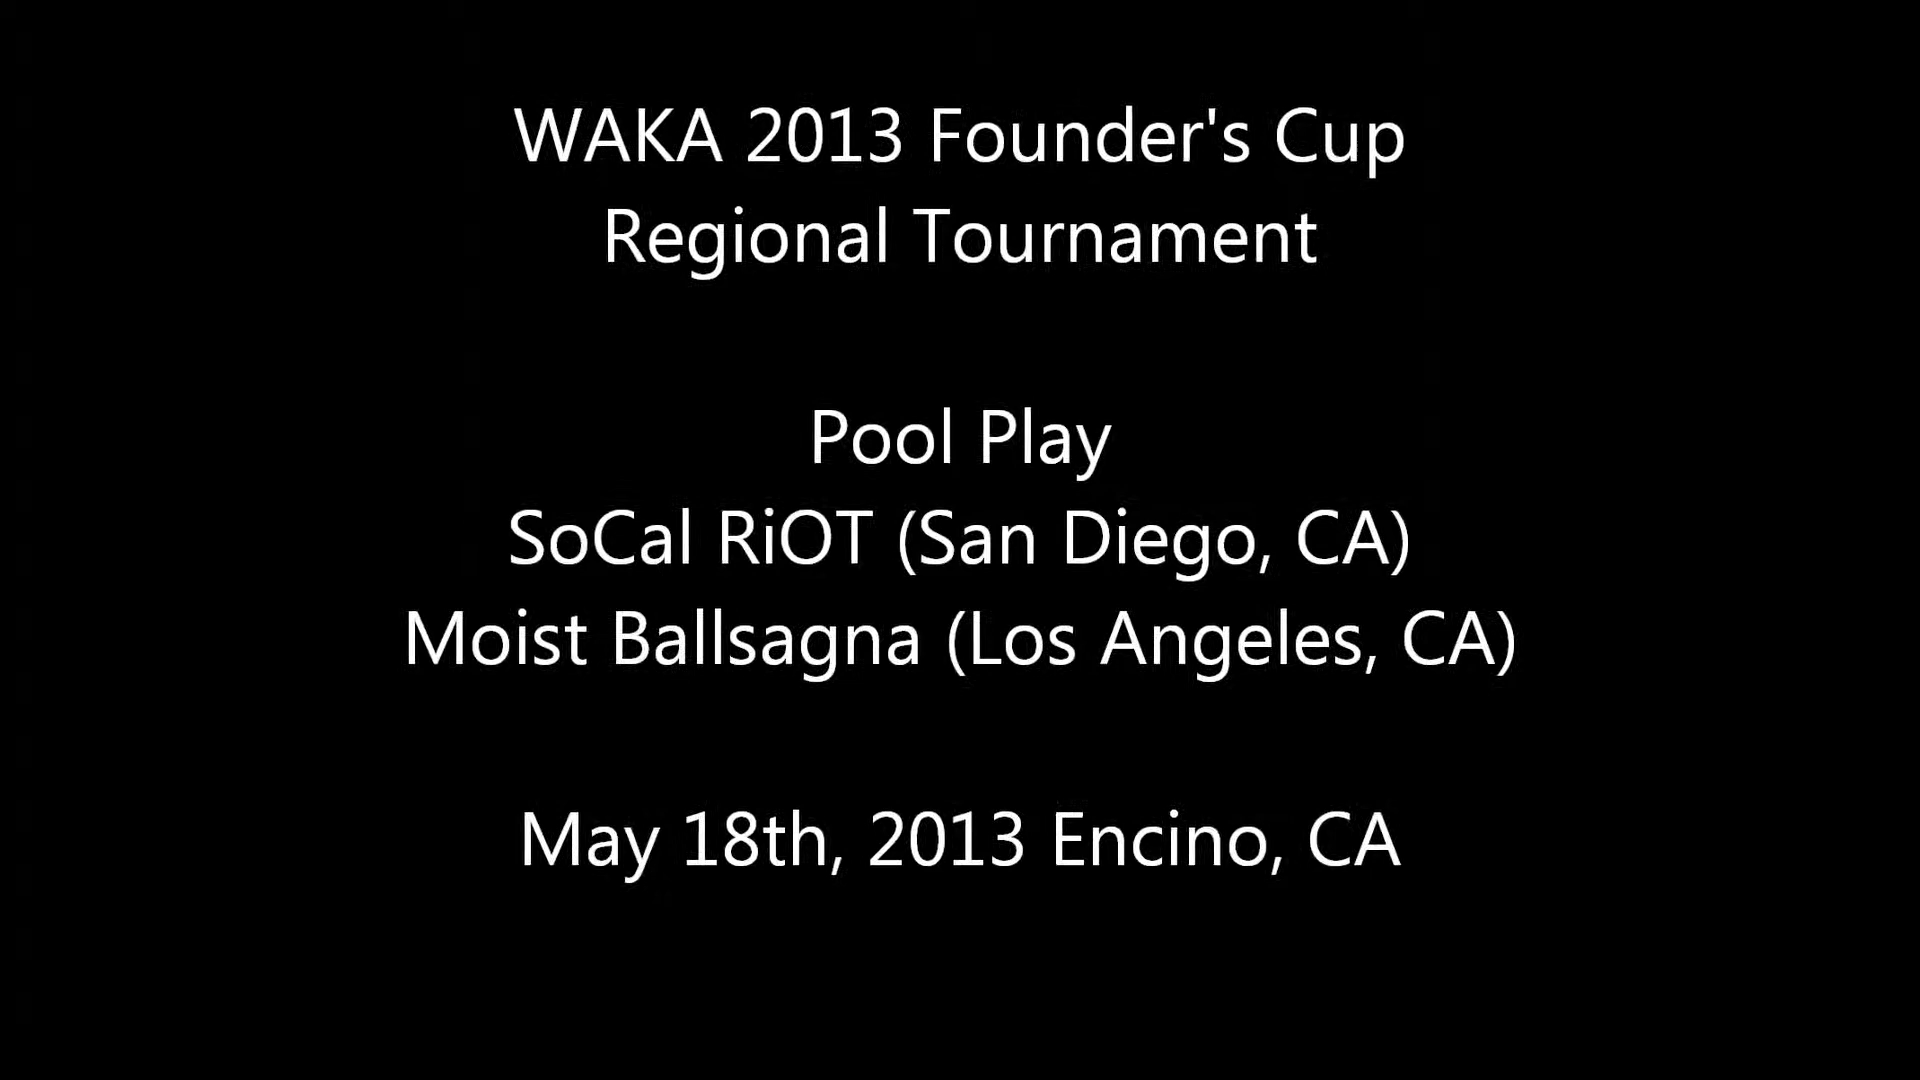 WAKA 2013 Founder's Cup
Regional Tournament
Pool Play
SoCal RiOT (San Diego, CA)
Moist Ballsagna (Los Angeles, CA)
May 18th, 2013 Encino, CA